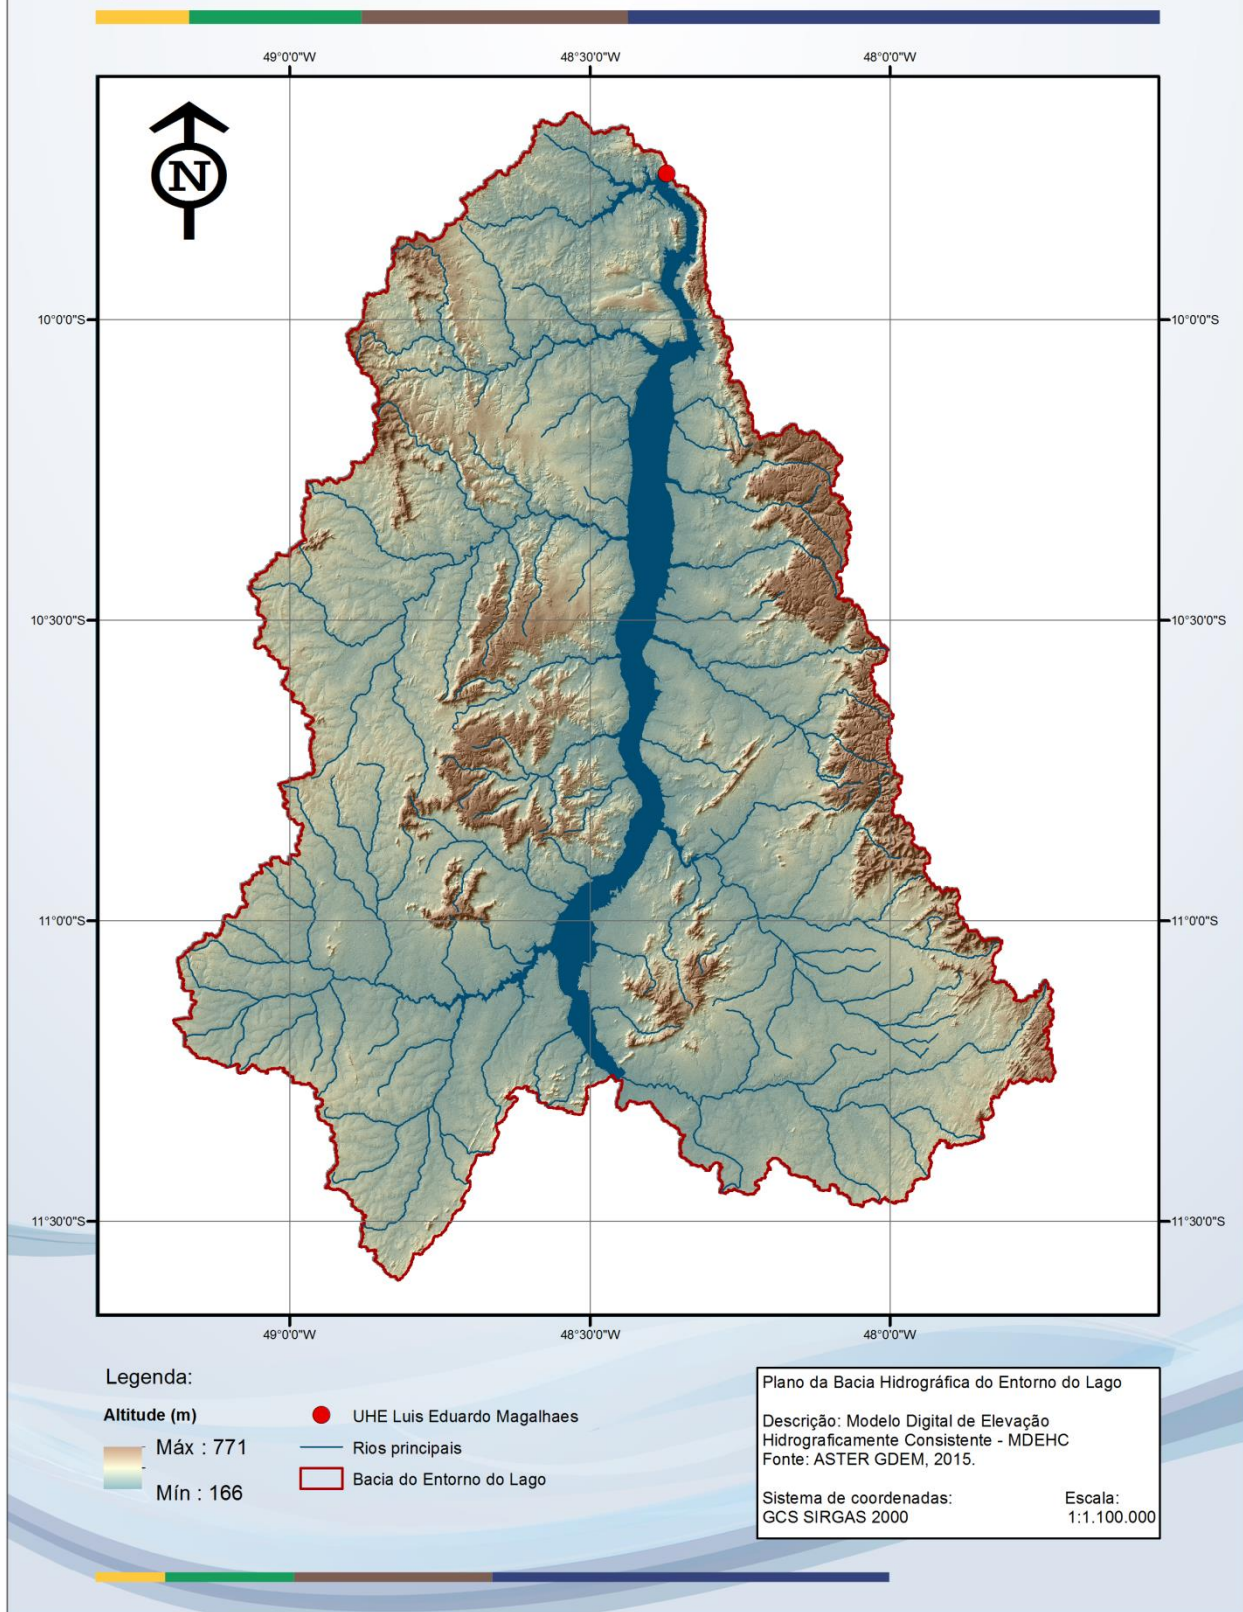 49°0'0"W 48°30'0"W 48°0'0"W
N
10°0'0"S 10°0'0"S
10°30'0"S 10°30'0"S
11°0'0"S 11°0'0"S
11°30'0"S 11°30'0"S
49°0'0"W 48°30'0"W 48°0'0"W
Legenda:
Altitude (m)
Máx : 771
Mín : 166
UHE Luis Eduardo Magalhaes
Rios principais
Bacia do Entorno do Lago
Plano da Bacia Hidrográfica do Entorno do Lago
Descrição: Modelo Digital de Elevação
Hidrograficamente Consistente - MDEHC
Fonte: ASTER GDEM, 2015.
Sistema de coordenadas:
GCS SIRGAS 2000
Escala:
1:1.100.000